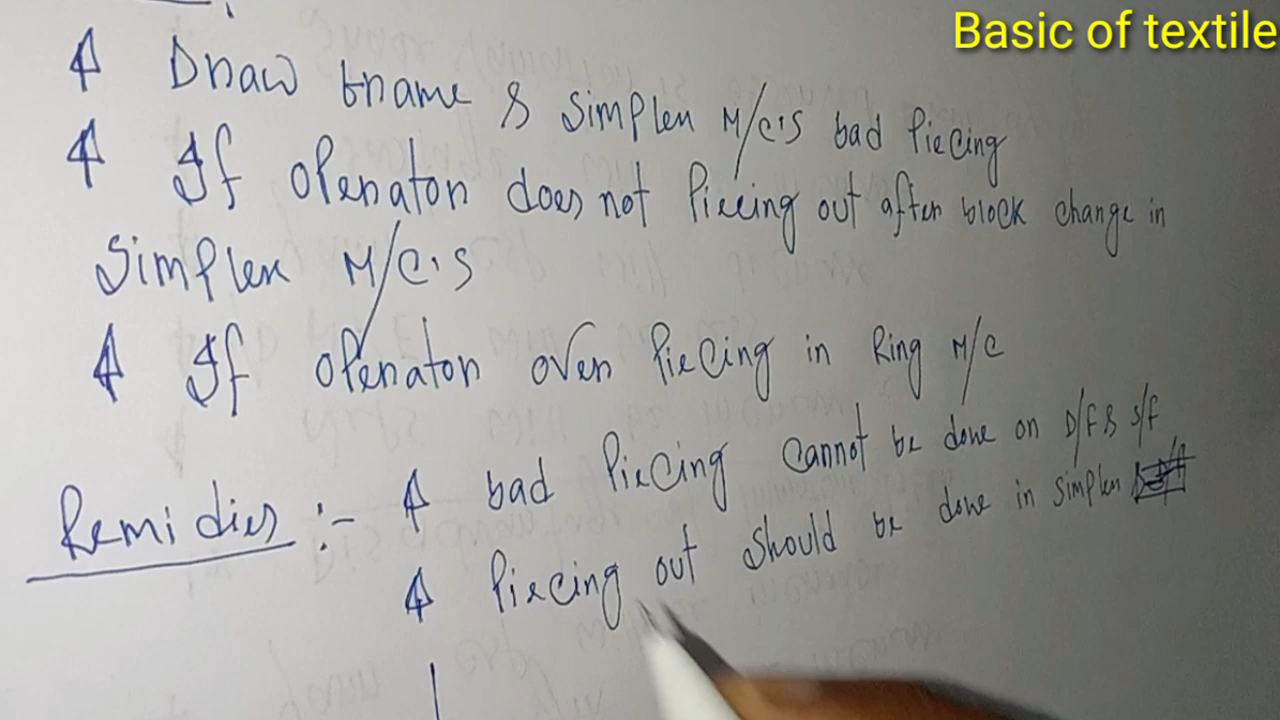 Basic of textile
Draw frame & Simplex M/C's bad Piecing
If operator does not Piecing out after block change in
Simplex M/C's
If operator over Piecing in Ring M/C
Remidies :- bad Piecing cannot be done on D/F & S/F
Piecing out should be done in simplex